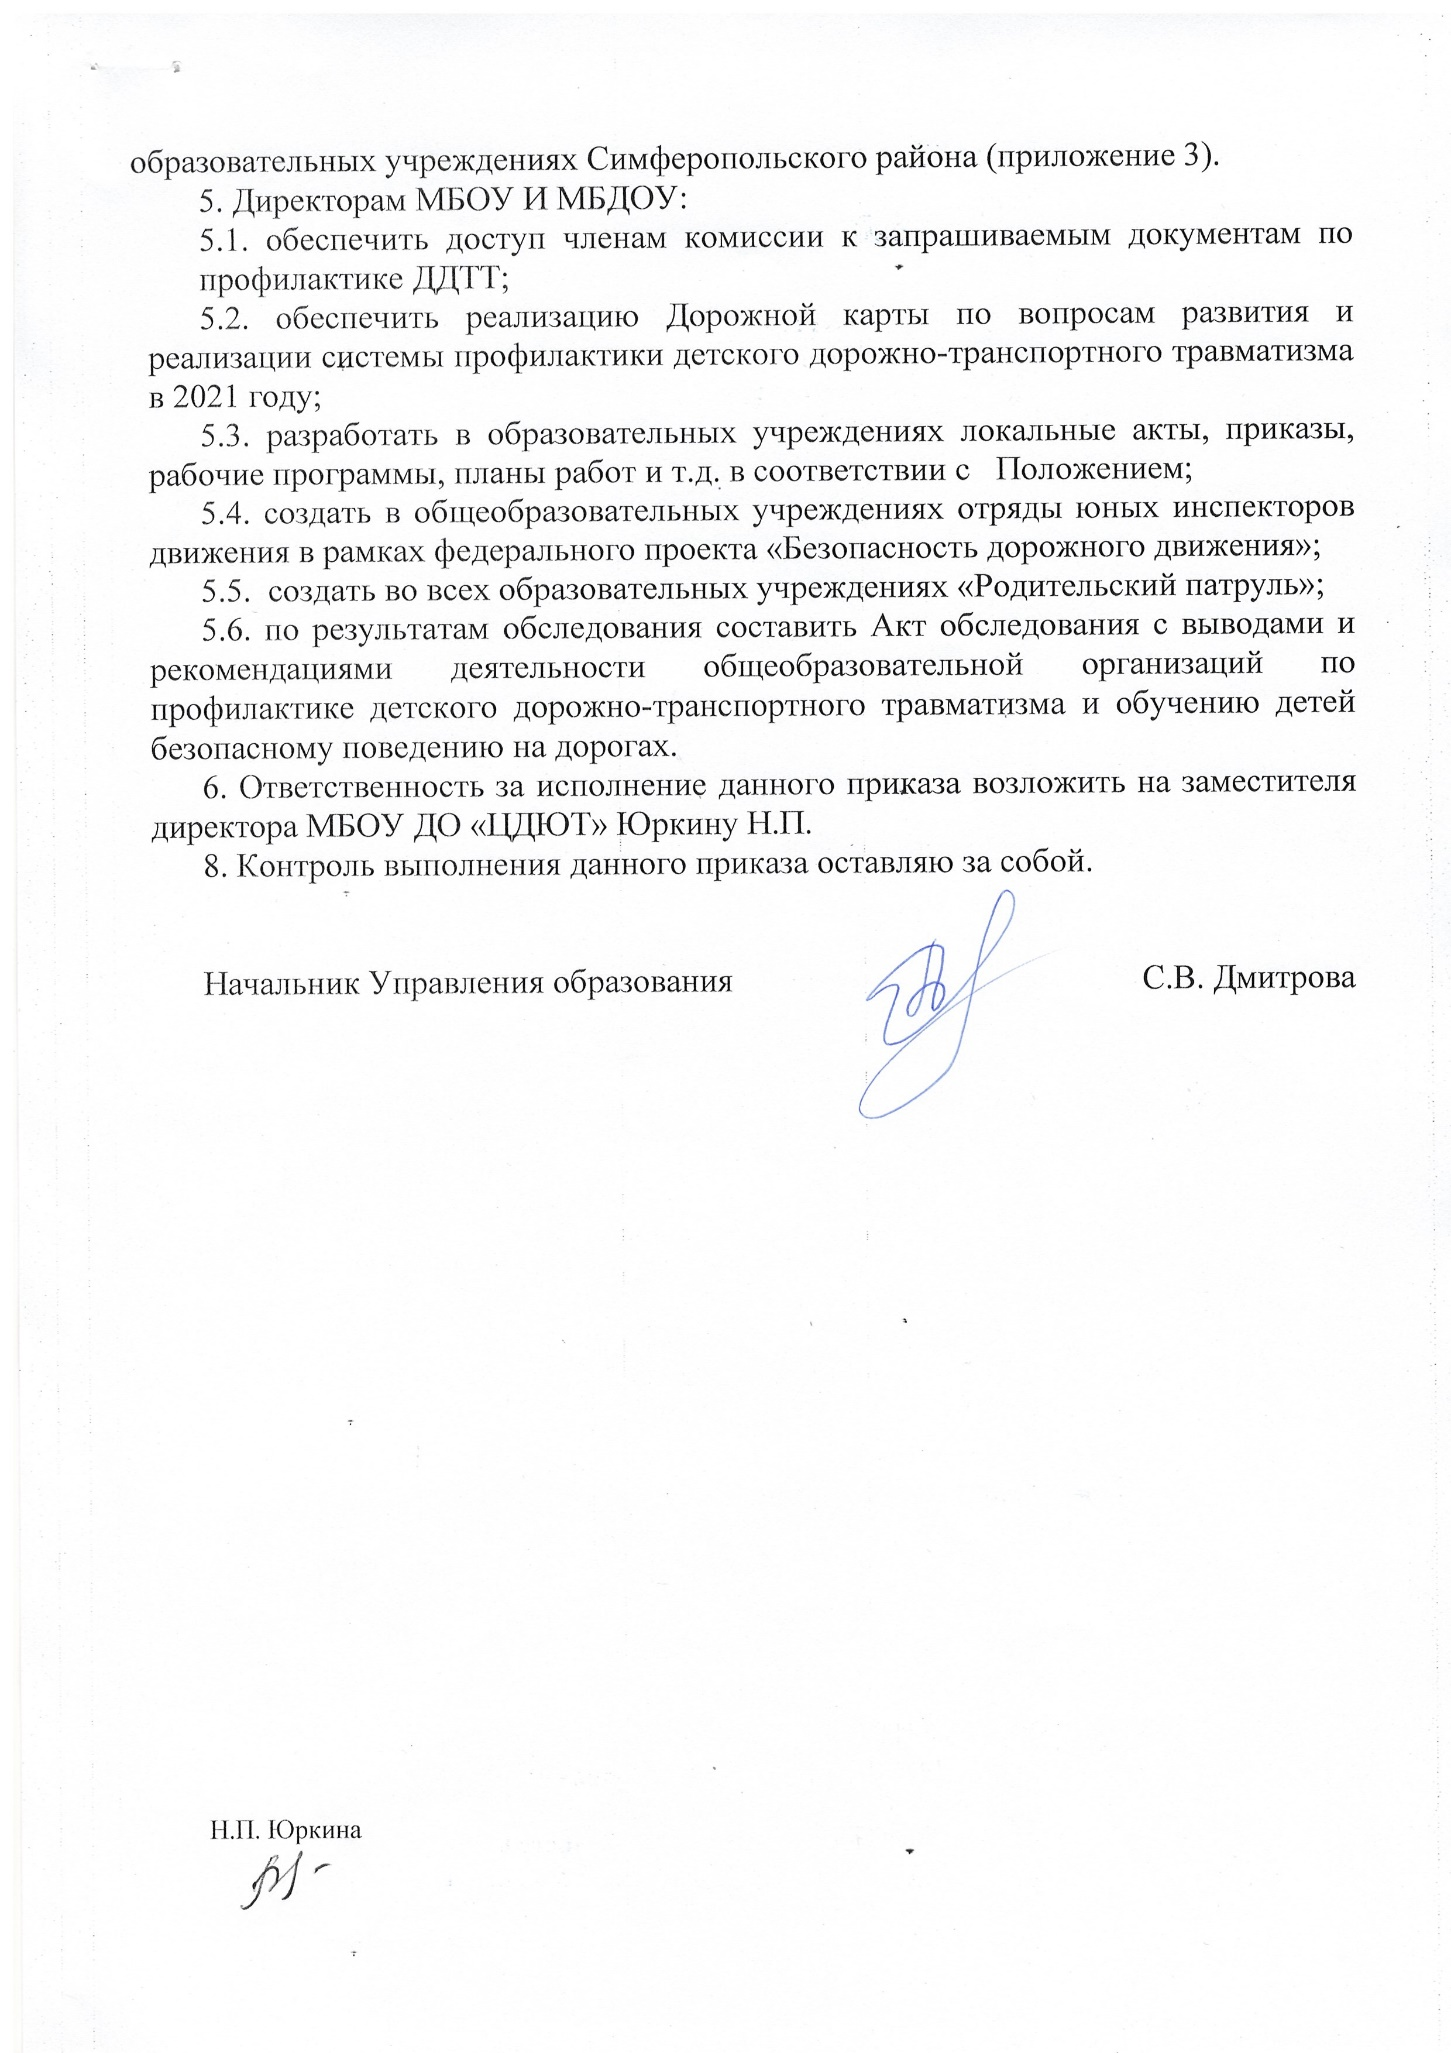 образовательных учреждениях Симферопольского района (приложение 3).
5. Директорам МБОУ И МБДОУ:
5.1. обеспечить доступ членам комиссии к запрашиваемым документам по
профилактике ДДТТ;
5.2. обеспечить реализацию Дорожной карты по вопросам развития и
реализации системы профилактики детского дорожно-транспортного травматизма
в 2021 году;
5.3. разработать в образовательных учреждениях локальные акты, приказы,
рабочие программы, планы работ и т.д. в соответствии с Положением;
5.4. создать в общеобразовательных учреждениях отряды юных инспекторов
движения в рамках федерального проекта «Безопасность дорожного движения»;
5.5. создать во всех образовательных учреждениях «Родительский патруль»;
5.6. по результатам обследования составить Акт обследования с выводами и
рекомендациями деятельности общеобразовательной организаций по
профилактике детского дорожно-транспортного травматизма и обучению детей
безопасному поведению на дорогах.
6. Ответственность за исполнение данного приказа возложить на заместителя
директора МБОУ ДО «ЦДЮТ» Юркину Н.П.
8. Контроль выполнения данного приказа оставляю за собой.
Начальник Управления образования С.В. Дмитрова
Н.П. Юркина